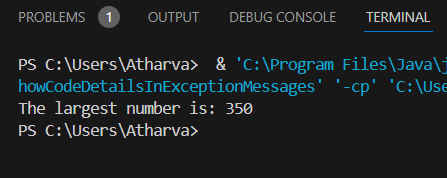 PROBLEMS 1 OUTPUT DEBUG CONSOLE TERMINAL
PS C:\Users\Atharva>  & 'C:\Program Files\Java\j
howCodeDetailsInExceptionMessages' '-cp' 'C:\Use
The largest number is: 350
PS C:\Users\Atharva>